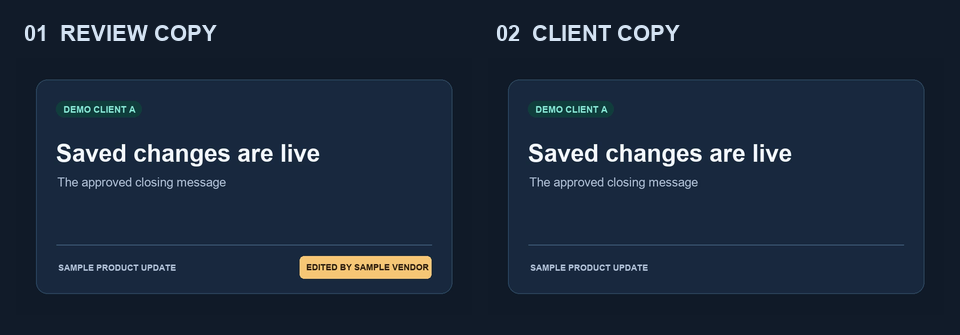 01 REVIEW COPY
DEMO CLIENT A
Saved changes are live
The approved closing message
SAMPLE PRODUCT UPDATE
EDITED BY SAMPLE VENDOR
02 CLIENT COPY
DEMO CLIENT A
Saved changes are live
The approved closing message
SAMPLE PRODUCT UPDATE